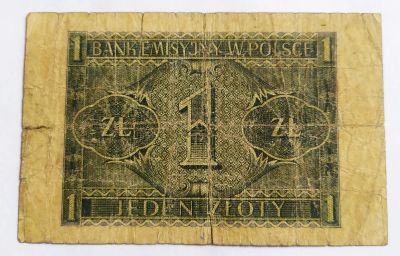 1 BANK EMISYJNY W POLSCE 1
ZŁ 1 ZŁ
1 JEDEN ZŁOTY 1